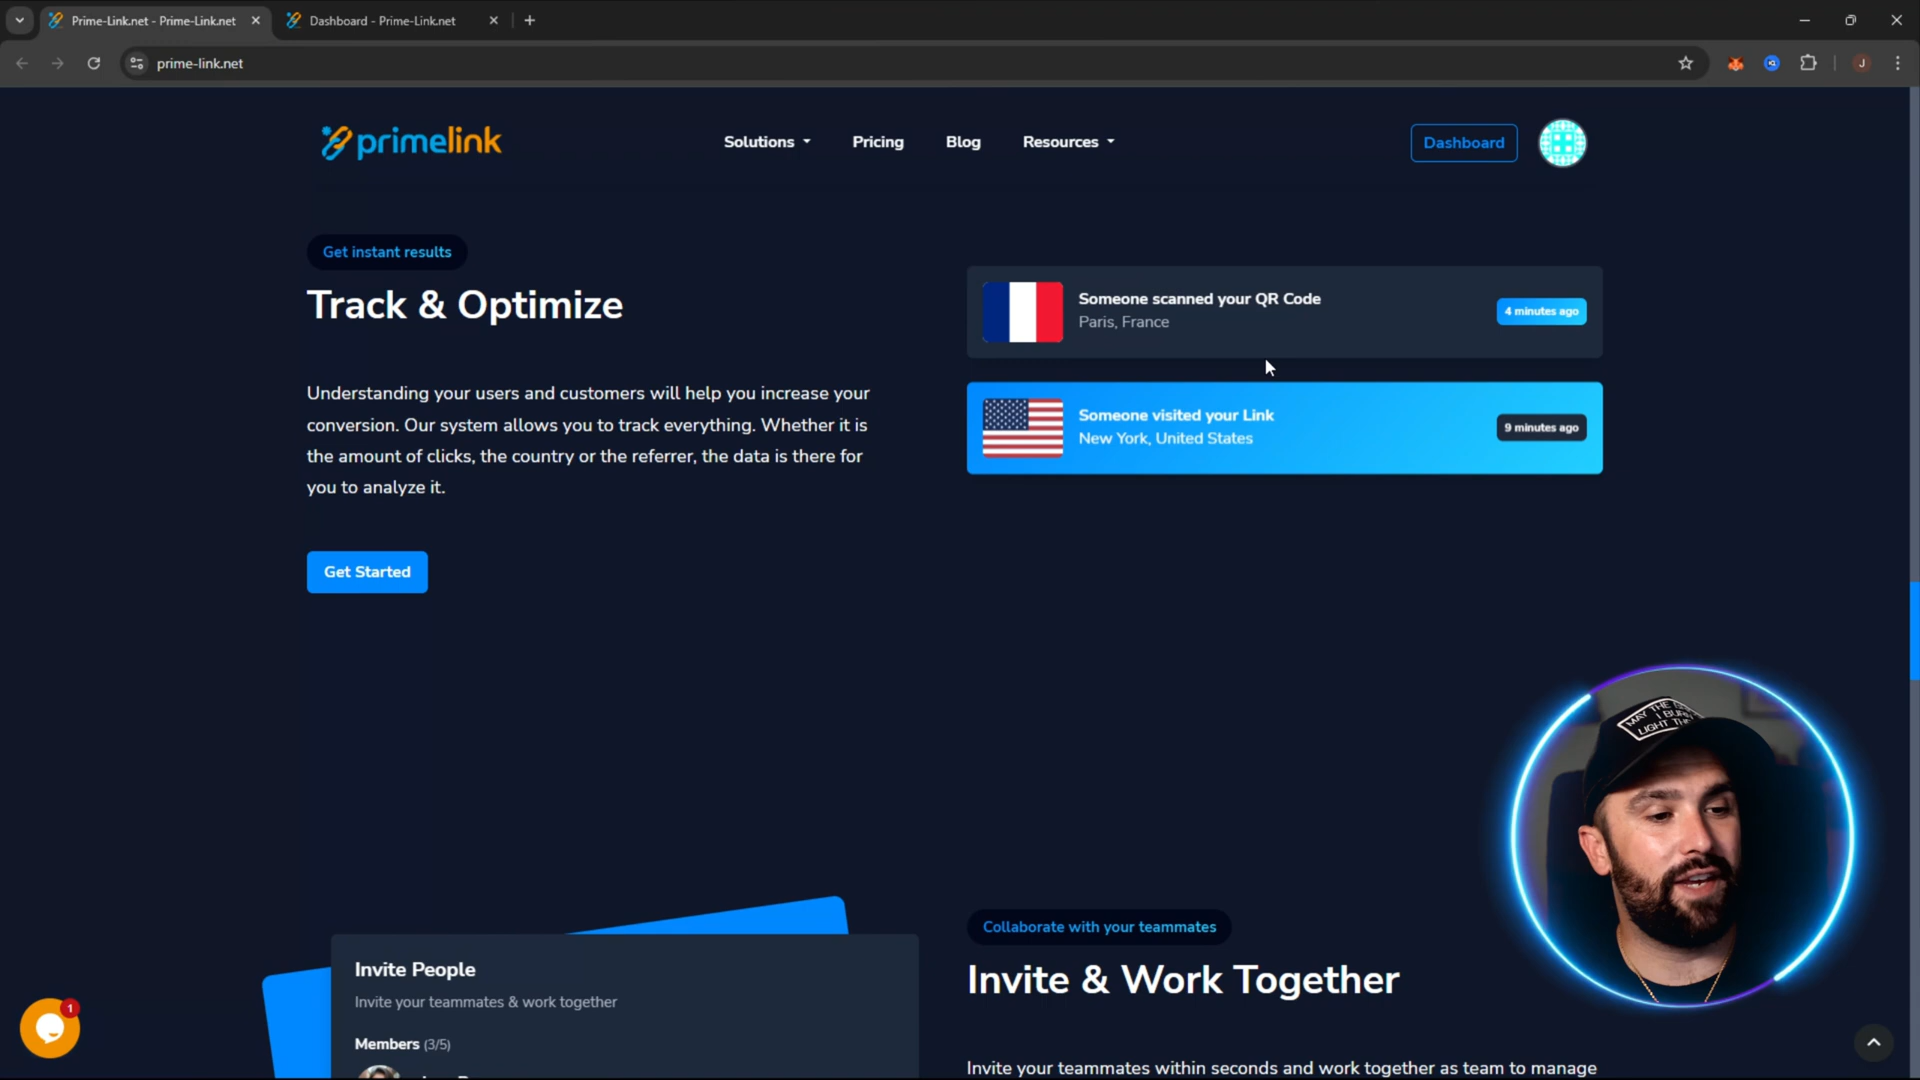 Prime-Link.net - Prime-Link.net
Dashboard - Prime-Link.net
prime-link.net
J
primelink
Solutions
Pricing
Blog
Resources
Dashboard
Get instant results
Track & Optimize
Understanding your users and customers will help you increase your
conversion. Our system allows you to track everything. Whether it is
the amount of clicks, the country or the referrer, the data is there for
you to analyze it.
Get Started
Someone scanned your QR Code
Paris, France
4 minutes ago
Someone visited your Link
New York, United States
9 minutes ago
Invite People
Invite your teammates & work together
Members (3/5)
Collaborate with your teammates
Invite & Work Together
Invite your teammates within seconds and work together as team to manage
MAY THE
I BURN
LIGHT THE
1